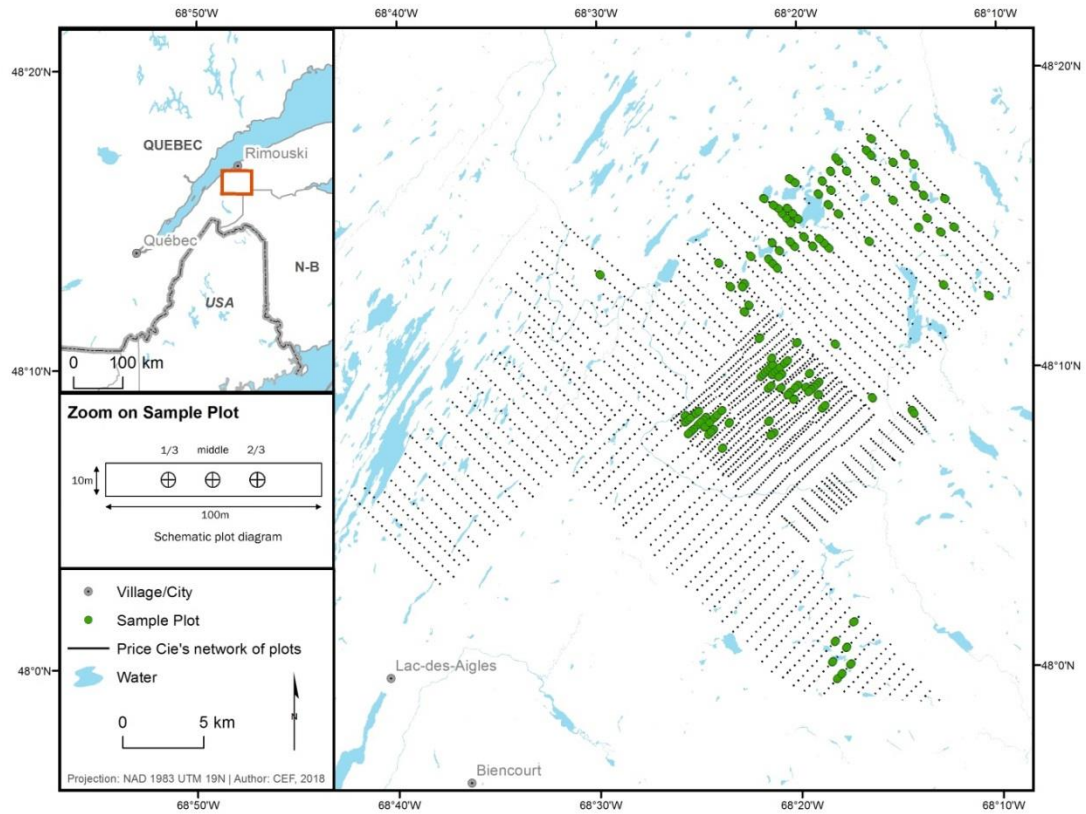 68°50'W 68°40'W 68°30'W 68°20'W 68°10'W
48°20'N
48°20'N
QUEBEC
Rimouski
Québec
N-B
USA
0 100 km
48°10'N
48°10'N
Zoom on Sample Plot
1/3 middle 2/3
10m
100m
Schematic plot diagram
Village/City
Sample Plot
Price Cie's network of plots
Water
0 5 km
N
Projection: NAD 1983 UTM 19N | Author: CEF, 2018
48°0'N
48°0'N
Lac-des-Aigles
Biencourt
68°50'W 68°40'W 68°30'W 68°20'W 68°10'W